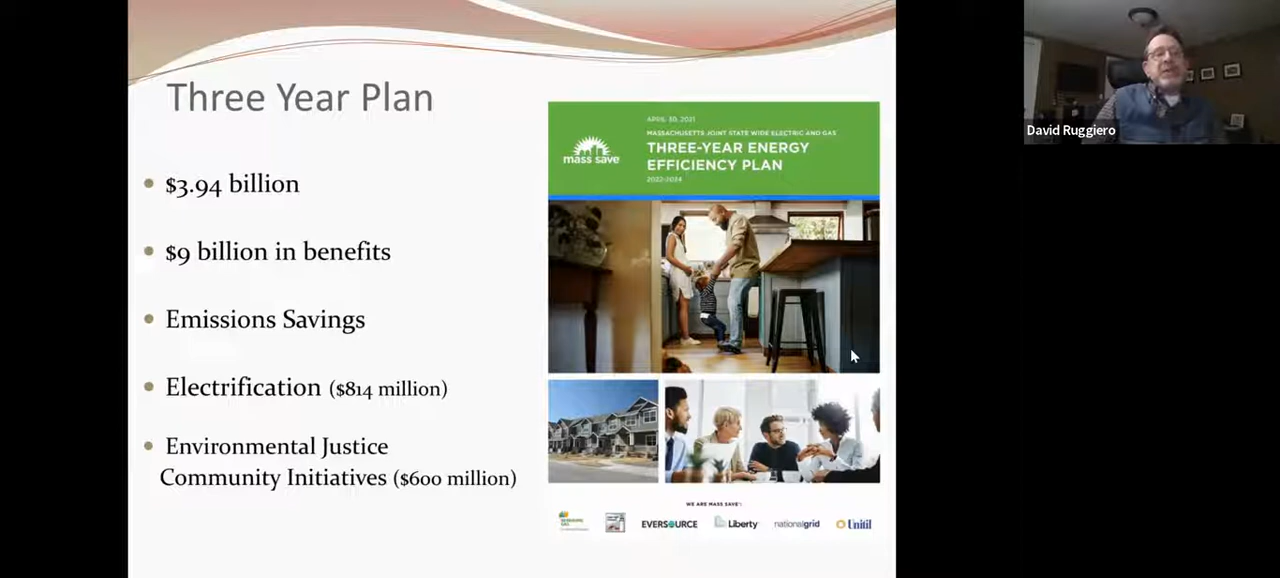 Three Year Plan
$3.94 billion
$9 billion in benefits
Emissions Savings
Electrification ($814 million)
Environmental Justice
Community Initiatives ($600 million)
APRIL 30, 2021
MASSACHUSETTS JOINT STATE WIDE ELECTRIC AND GAS
THREE-YEAR ENERGY
EFFICIENCY PLAN
2022-2024
mass save
WE ARE MASS SAVE:
EVERSOURCE
Liberty
nationalgrid
Unitil
David Ruggiero